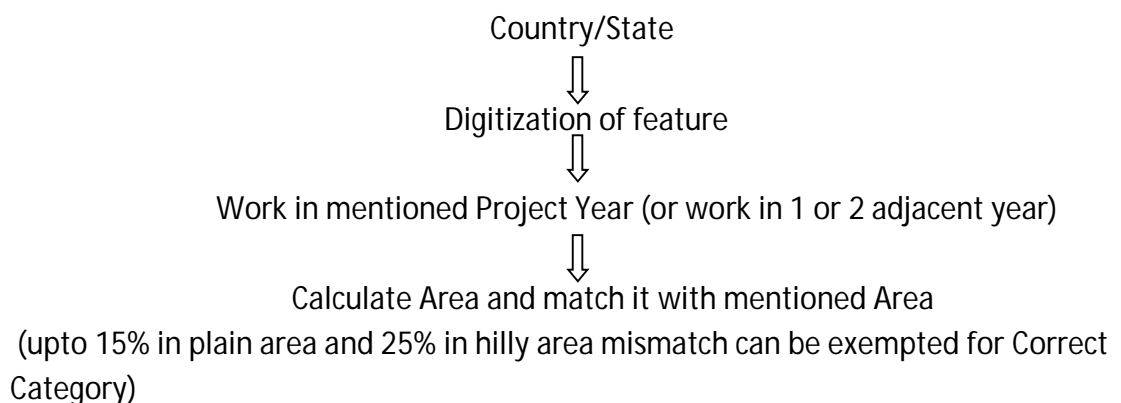 Country/State
Digitization of feature
Work in mentioned Project Year (or work in 1 or 2 adjacent year)
Calculate Area and match it with mentioned Area
(upto 15% in plain area and 25% in hilly area mismatch can be exempted for Correct
Category)